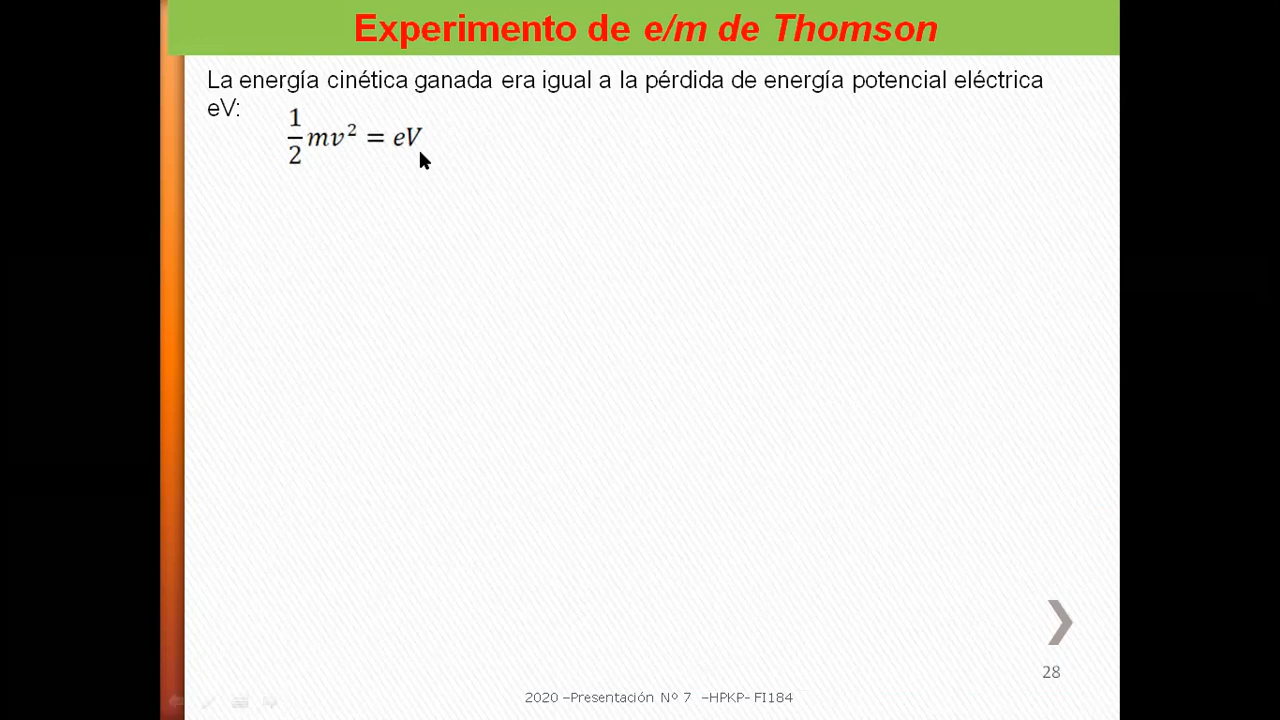 Experimento de e/m de Thomson
La energía cinética ganada era igual a la pérdida de energía potencial eléctrica
eV:
1/2 mv² = eV
28
2020 –Presentación Nº 7 –HPKP- FI184